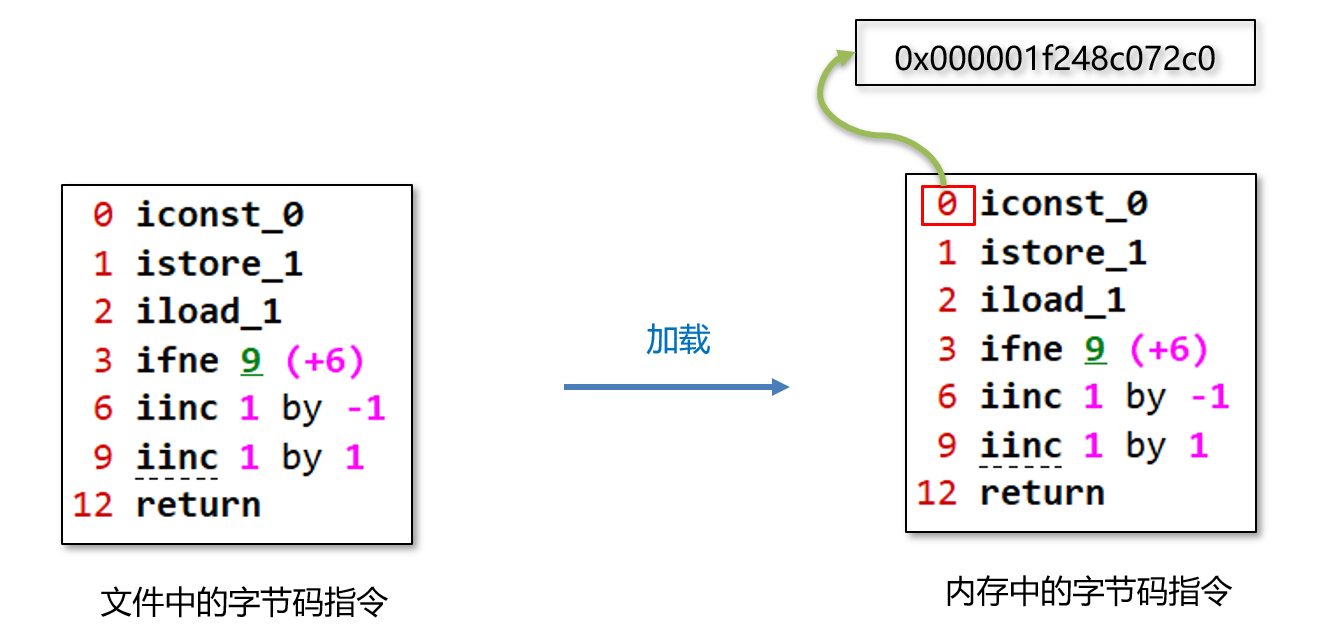 0x000001f248c072c0
0 iconst_0
1 istore_1
2 iload_1
3 ifne 9 (+6)
6 iinc 1 by -1
9 iinc 1 by 1
12 return
文件中的字节码指令
加载
0 iconst_0
1 istore_1
2 iload_1
3 ifne 9 (+6)
6 iinc 1 by -1
9 iinc 1 by 1
12 return
内存中的字节码指令